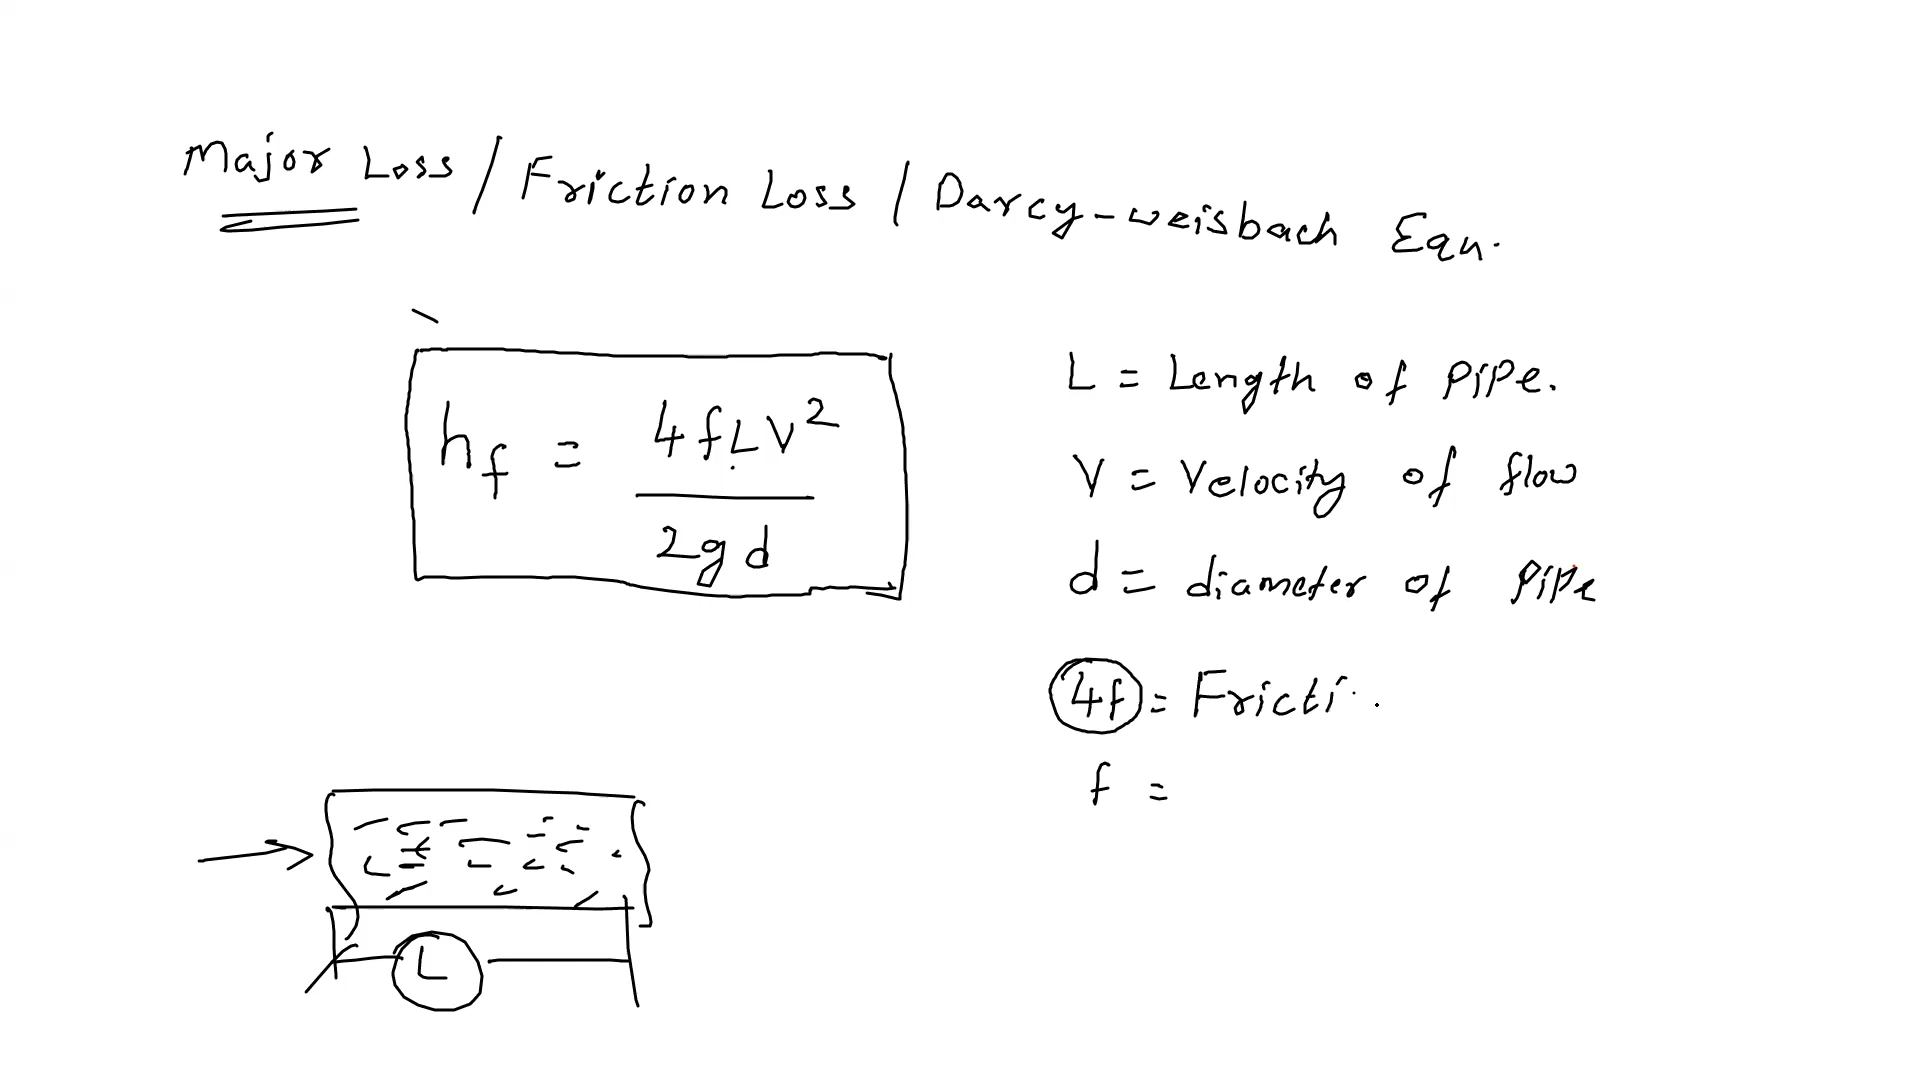 Major Loss / Friction Loss / Darcy-weisbach Eqn.
hf = 4fLV² / 2gd
L = Length of pipe.
V = Velocity of flow
d = diameter of pipe
4f = Fricti
f =
L